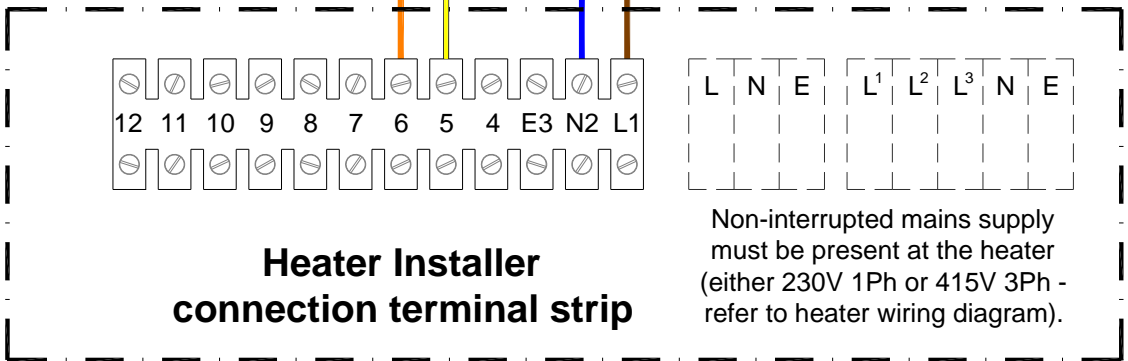 12 11 10 9 8 7 6 5 4 E3 N2 L1
L N E L¹ L² L³ N E
Heater Installer
connection terminal strip
Non-interrupted mains supply
must be present at the heater
(either 230V 1Ph or 415V 3Ph -
refer to heater wiring diagram).